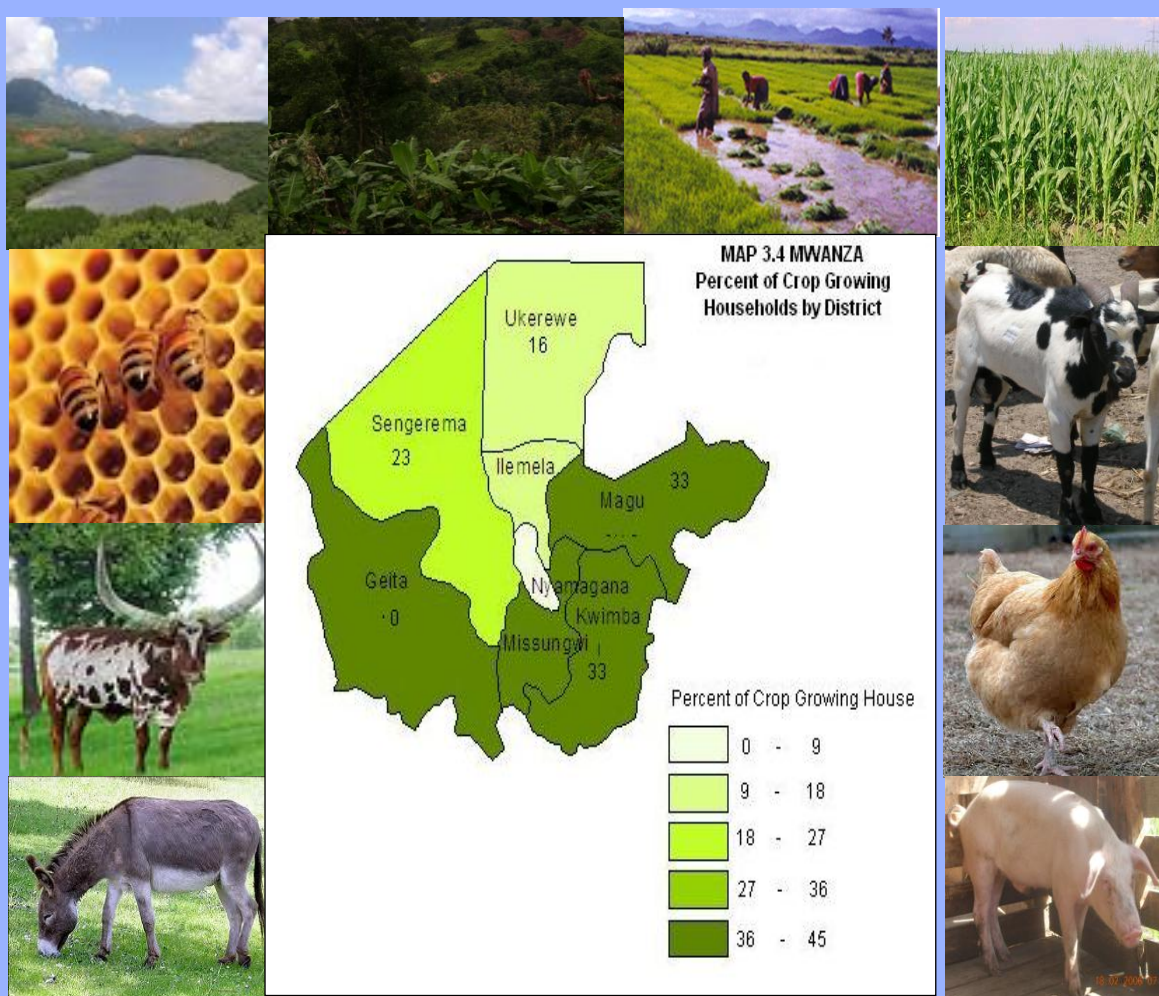 MAP 3.4 MWANZA
Percent of Crop Growing
Households by District
Ukerewe
16
Sengerema
23
Ilemela
33
Magu
Geita
0
Nyamagana
Kwimba
Missungwi
33
Percent of Crop Growing House
0 - 9
9 - 18
18 - 27
27 - 36
36 - 45